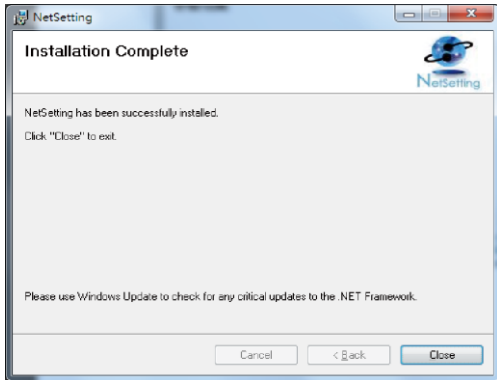 NetSetting
Installation Complete
NetSetting
NetSetting has been successfully installed.
Click "Close" to exit.
Please use Windows Update to check for any critical updates to the .NET Framework.
Cancel
< Back
Close